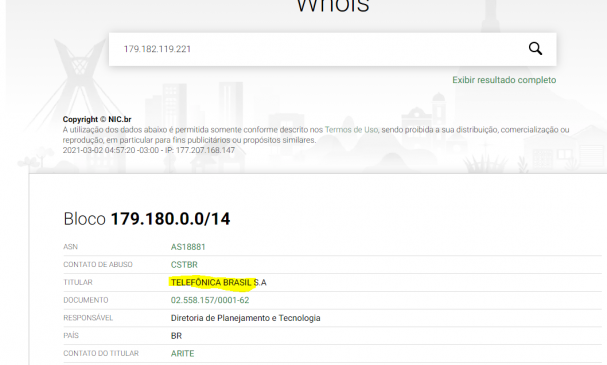 Whois
179.182.119.221
Exibir resultado completo
Copyright © NIC.br
A utilização dos dados abaixo é permitida somente conforme descrito nos Termos de Uso, sendo proibida a sua distribuição, comercialização ou
reprodução, em particular para fins publicitários ou propósitos similares.
2021-03-02 04:57:20 -03:00 - IP: 177.207.168.147
Bloco 179.180.0.0/14
ASN AS18881
CONTATO DE ABUSO CSTBR
TITULAR TELEFÔNICA BRASIL S.A
DOCUMENTO 02.558.157/0001-62
RESPONSÁVEL Diretoria de Planejamento e Tecnologia
PAÍS BR
CONTATO DO TITULAR ARITE